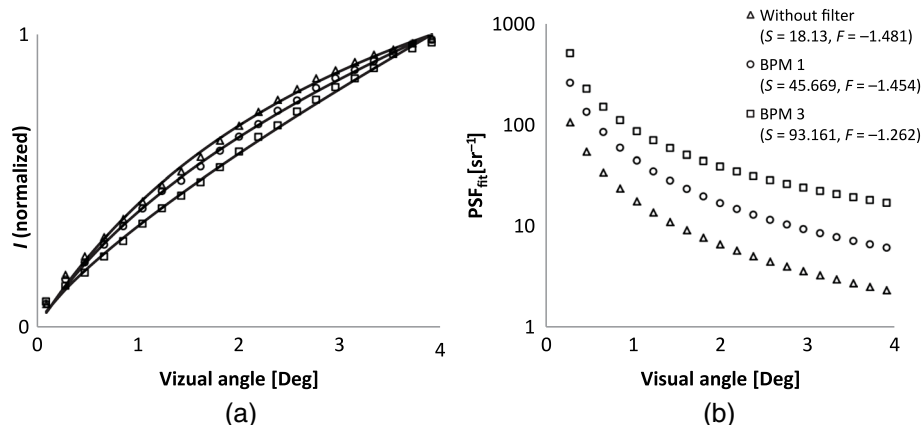 1
0
I (normalized)
0 1 2 3 4
Vizual angle [Deg]
(a)
1000
100
10
1
PSFfit[sr⁻¹]
0 1 2 3 4
Visual angle [Deg]
(b)
Without filter
(S = 18.13, F = –1.481)
BPM 1
(S = 45.669, F = –1.454)
BPM 3
(S = 93.161, F = –1.262)